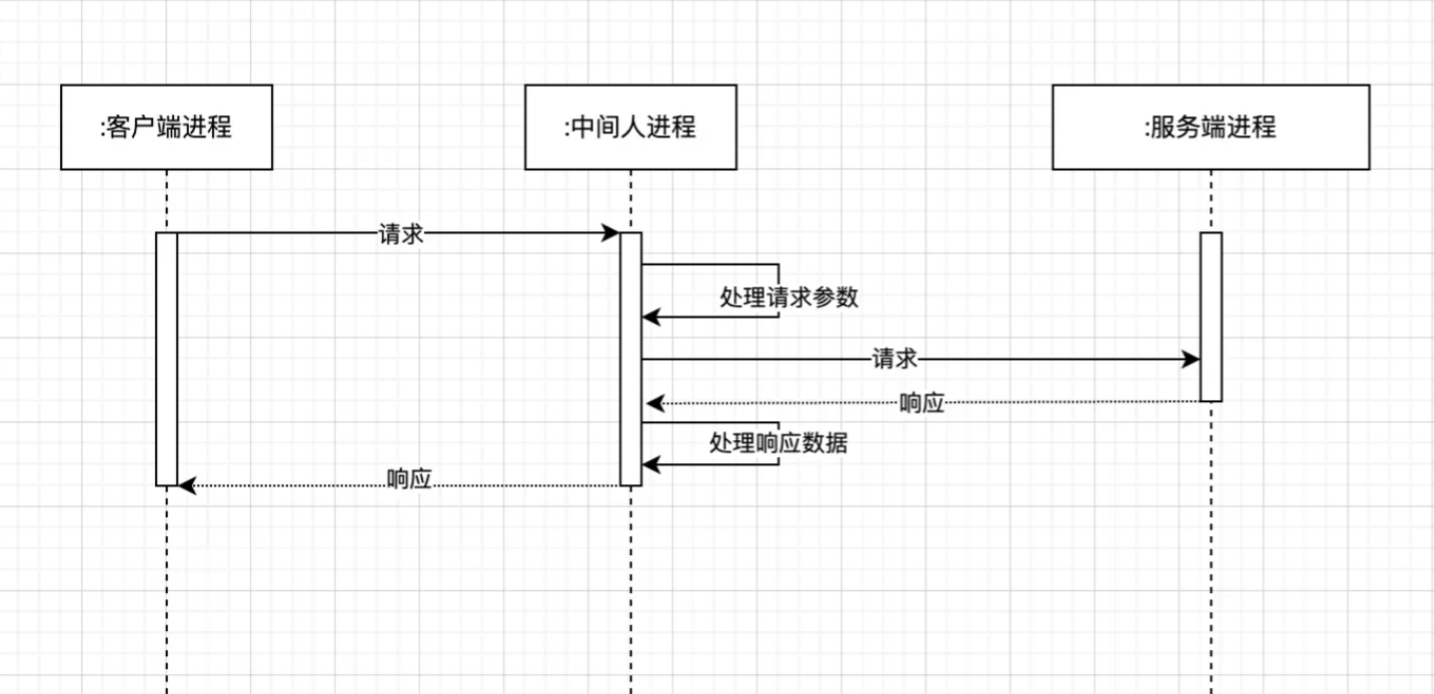 :客户端进程
:中间人进程
:服务端进程
请求
处理请求参数
请求
响应
处理响应数据
响应